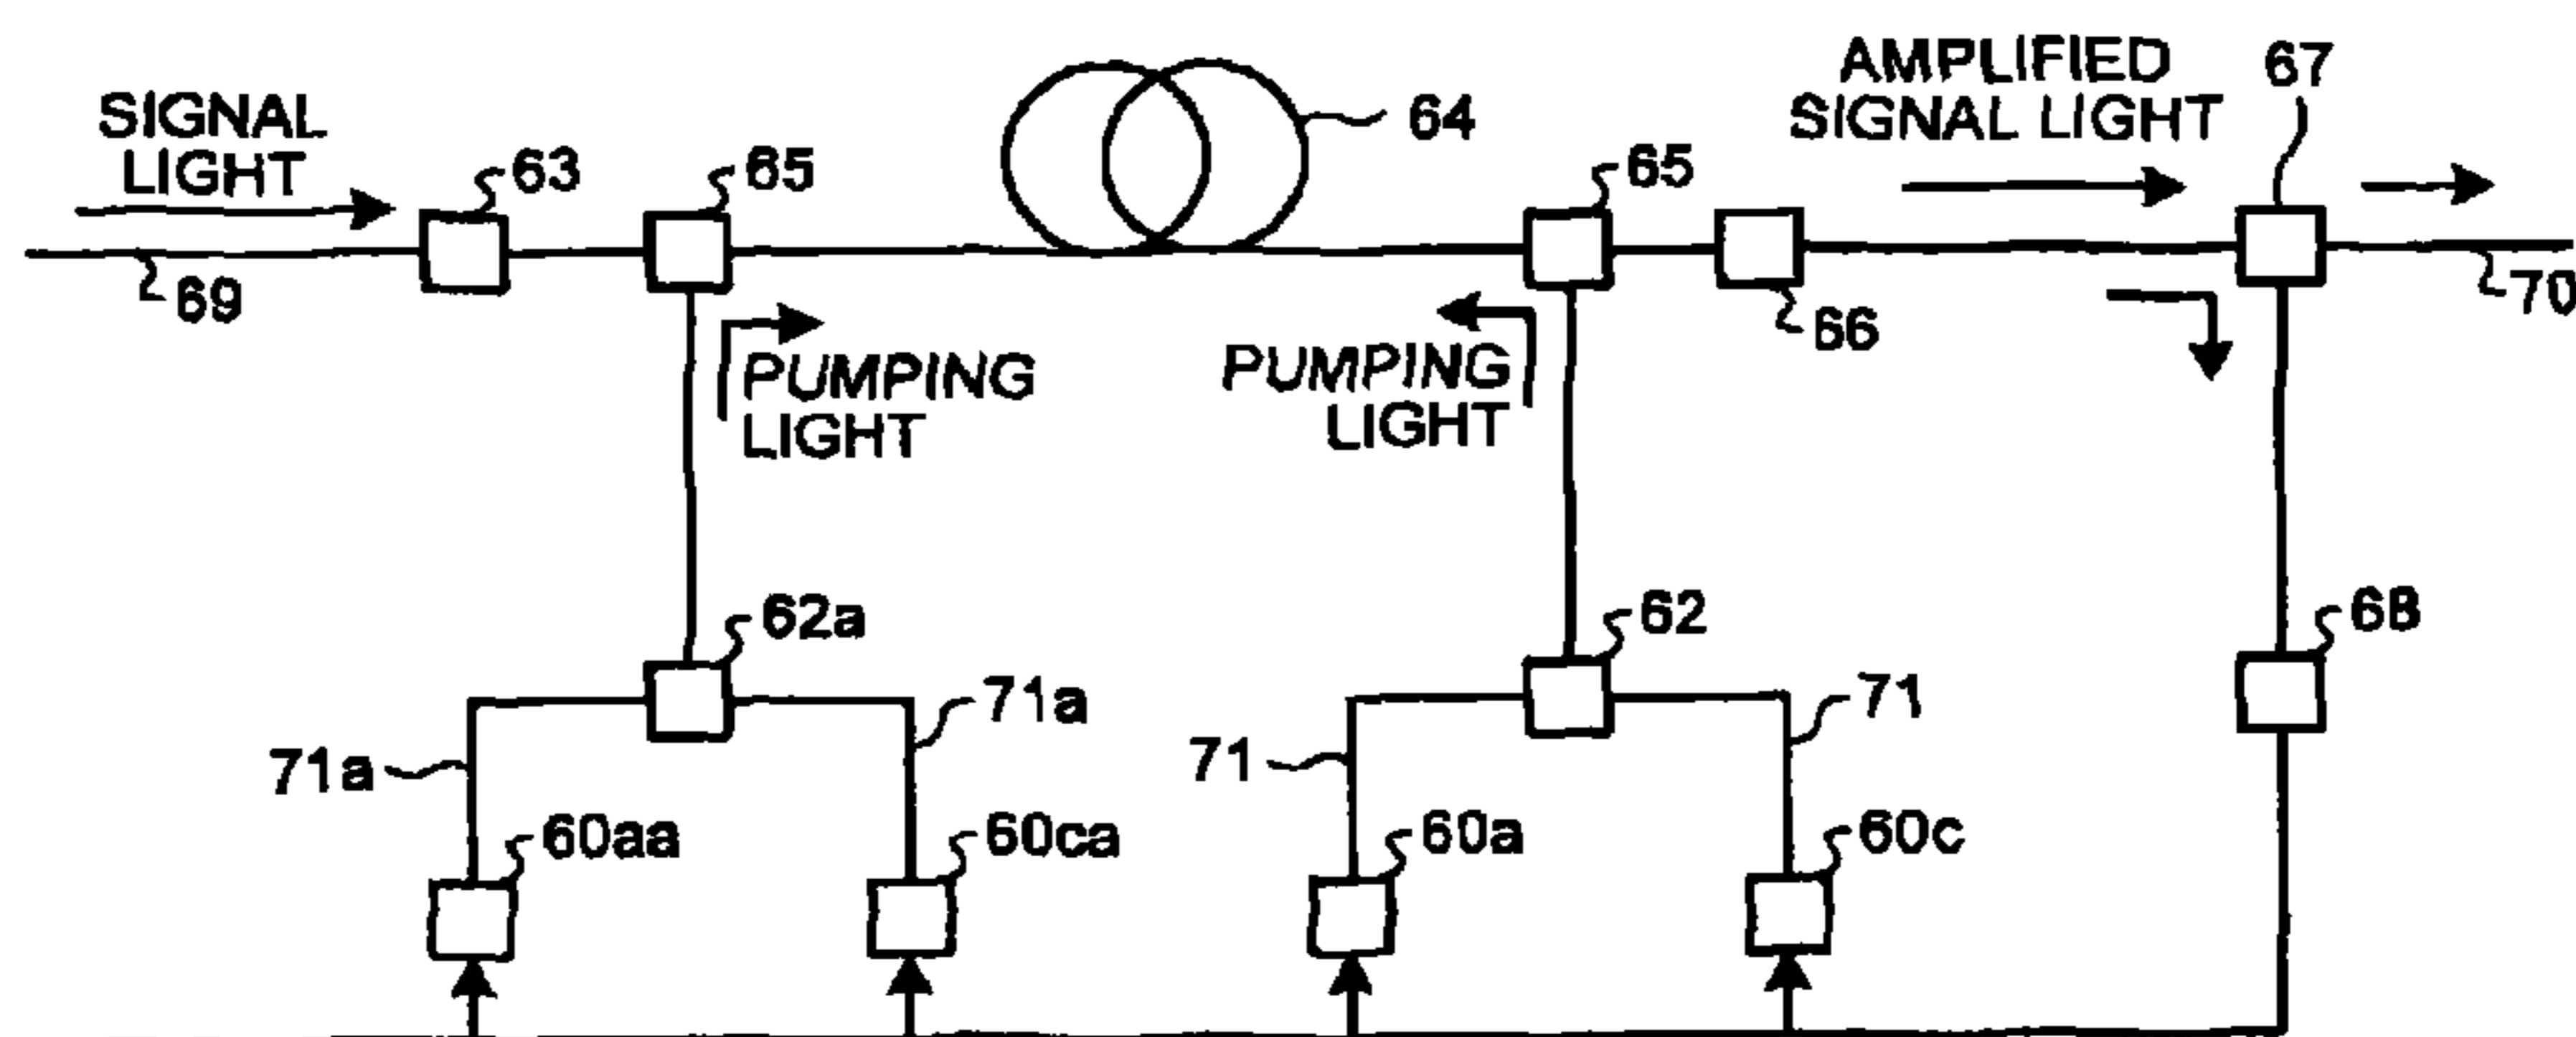 SIGNAL
LIGHT
63
65
64
65
AMPLIFIED
SIGNAL LIGHT
67
69
66
70
PUMPING
LIGHT
PUMPING
LIGHT
62a
62
68
71a
71a
71
71
60aa
60ca
60a
60c